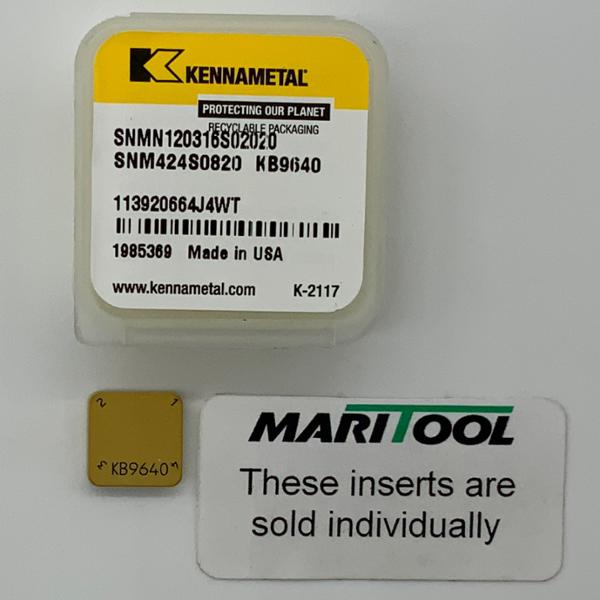 KENNAMETAL
PROTECTING OUR PLANET
RECYCLABLE PACKAGING
SNMN120316S02020
SNM424S0820 KB9640
113920664J4WT
1985369 Made in USA
www.kennametal.com K-2117
2 1
KB9640
MARITOOL
These inserts are
sold individually